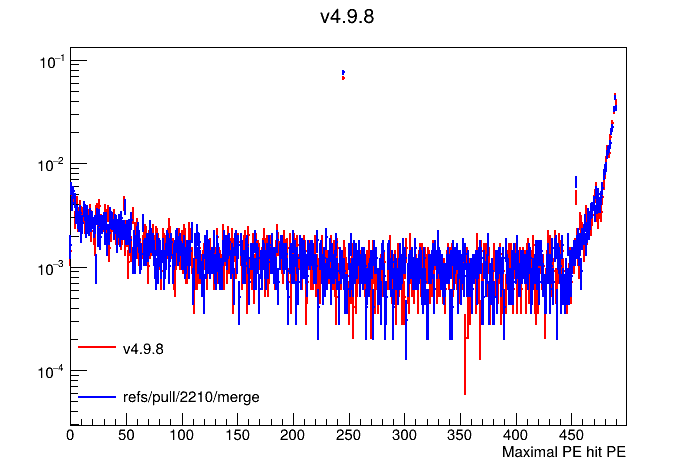 v4.9.8
10⁻¹
10⁻²
10⁻³
10⁻⁴
v4.9.8
refs/pull/2210/merge
0 50 100 150 200 250 300 350 400 450
Maximal PE hit PE